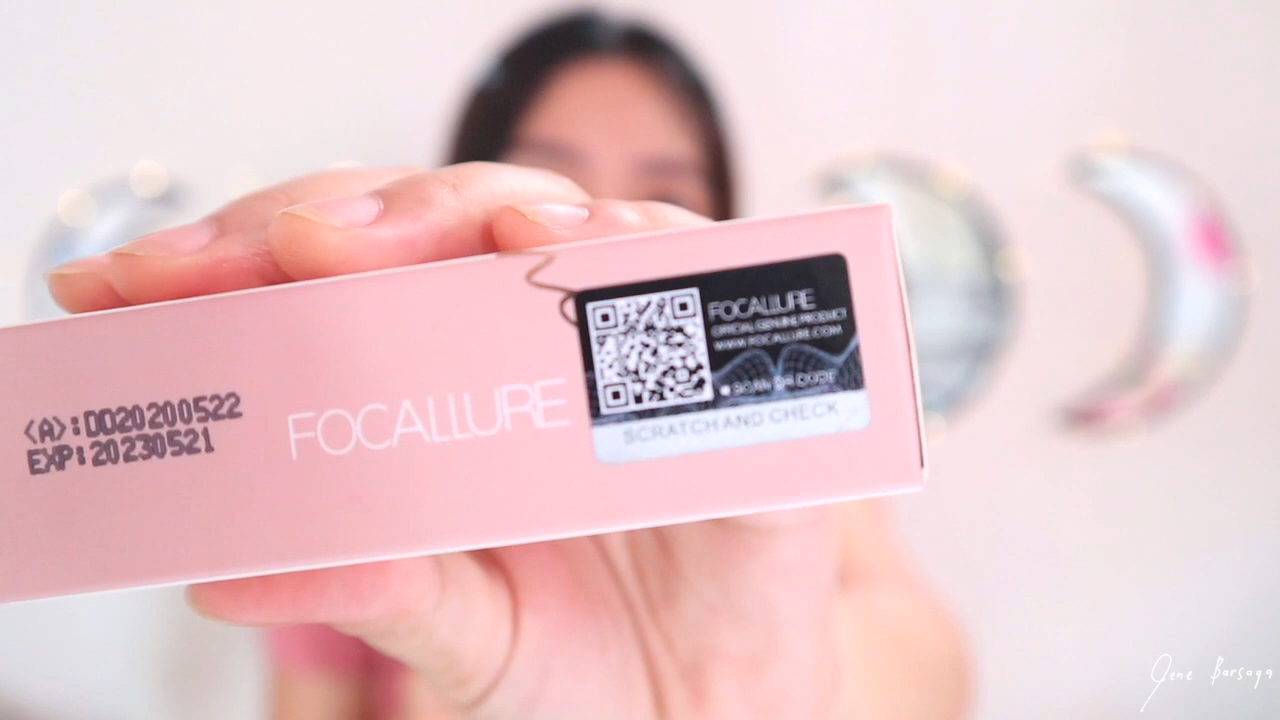 <A>:DD20200522
EXP:20230521
FOCALLURE
FOCALLURE
OFFICIAL GENUINE PRODUCT
WWW.FOCALLURE.COM
SCAN QR CODE
SCRATCH AND CHECK
Gene Barsaga